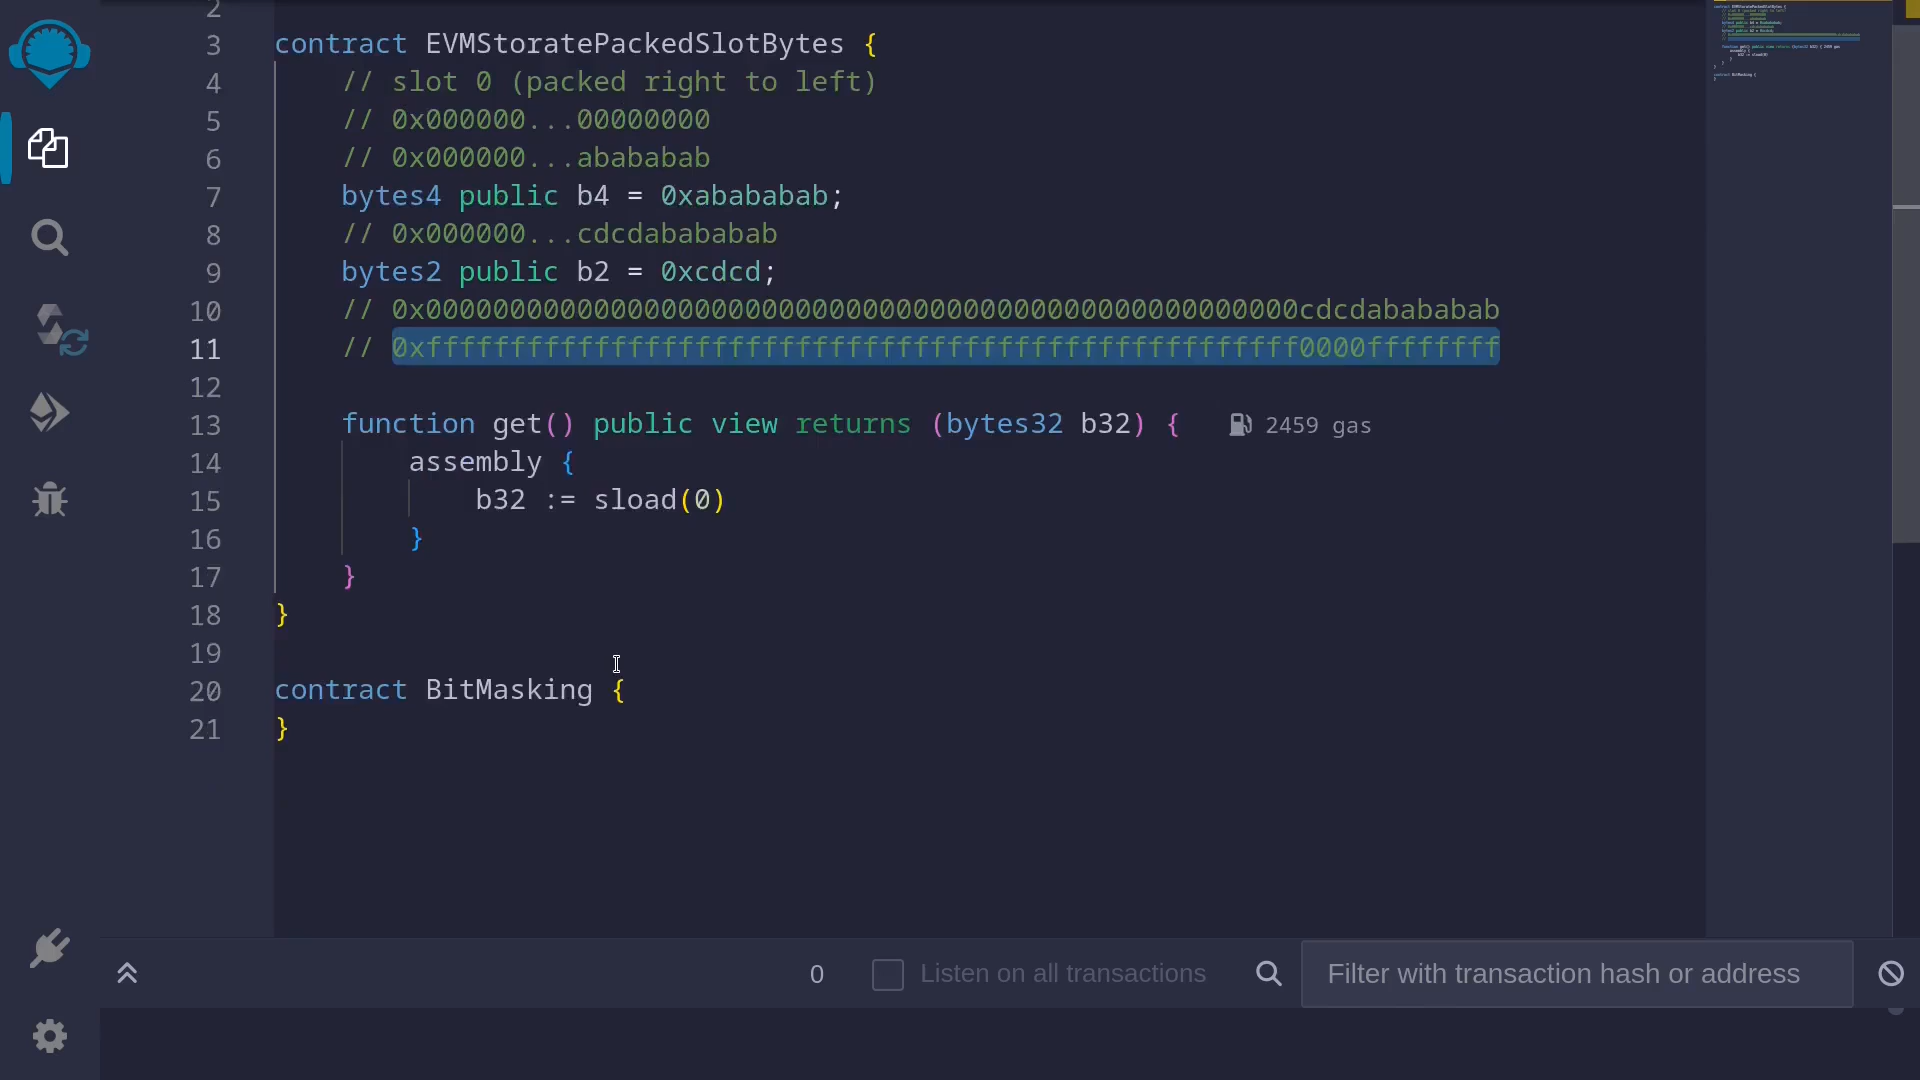 2
3 contract EVMStoratePackedSlotBytes {
4 // slot 0 (packed right to left)
5 // 0x000000...00000000
6 // 0x000000...abababab
7 bytes4 public b4 = 0xabababab;
8 // 0x000000...cdcdabababab
9 bytes2 public b2 = 0xcdcd;
10 // 0x0000000000000000000000000000000000000000000000000000cdcdabababab
11 // 0xffffffffffffffffffffffffffffffffffffffffffffffffffff0000ffffffff
12
13 function get() public view returns (bytes32 b32) { 2459 gas
14 assembly {
15 b32 := sload(0)
16 }
17 }
18 }
19
20 contract BitMasking {
21 }
0 Listen on all transactions Filter with transaction hash or address